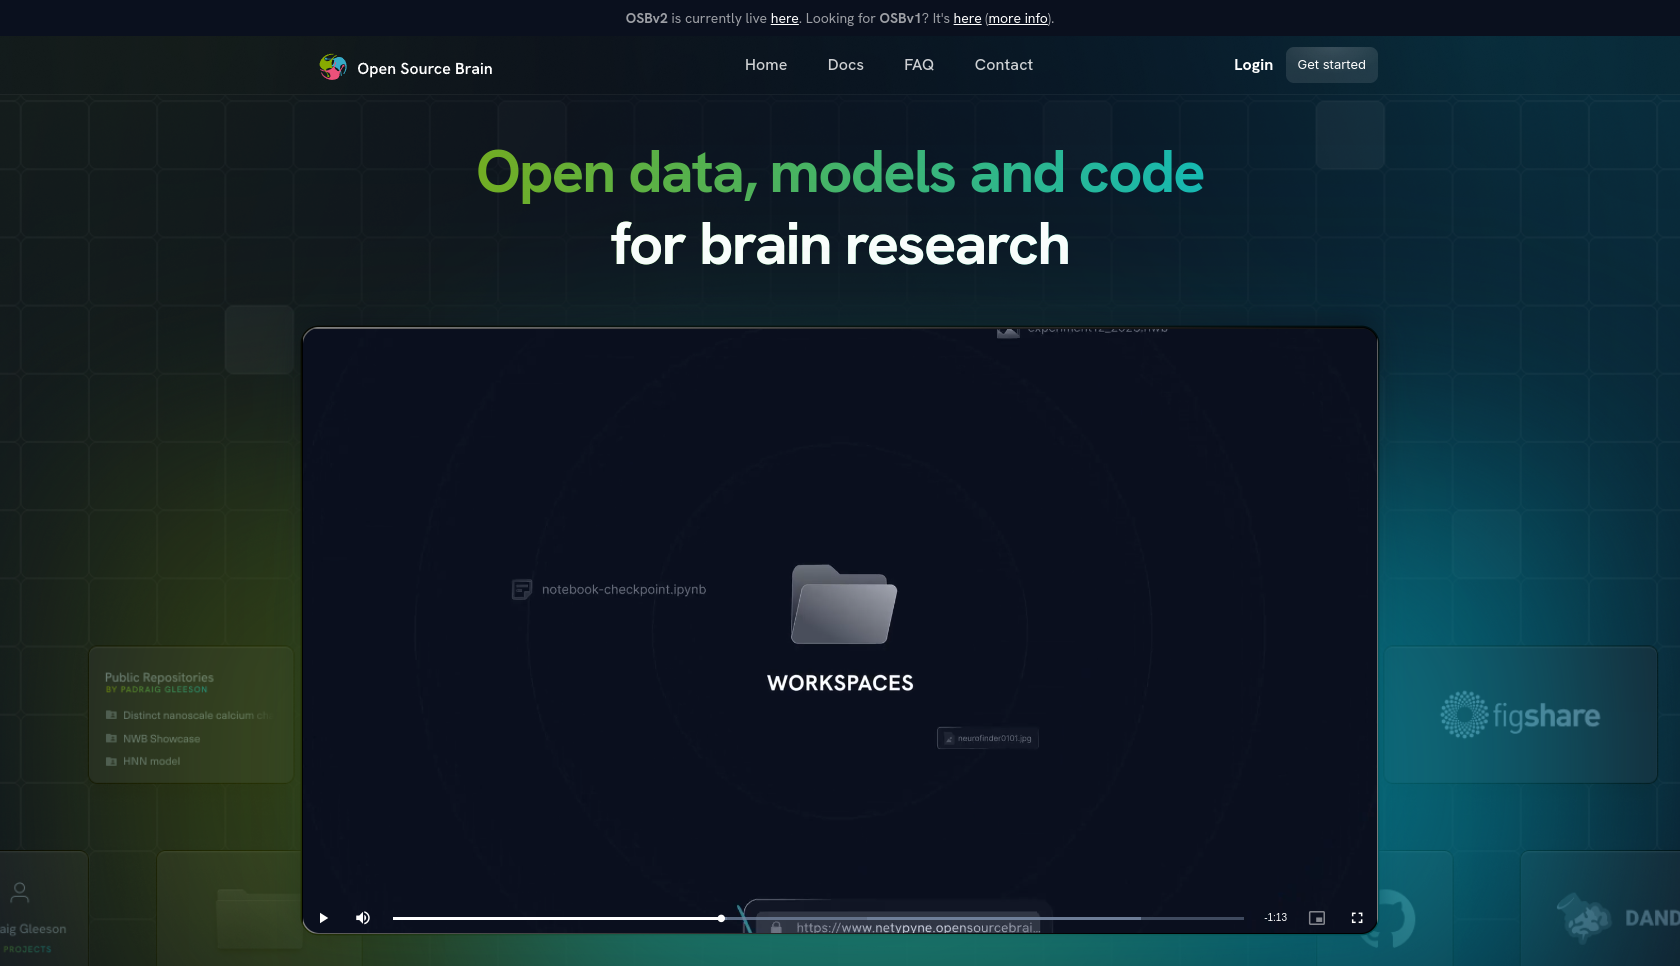 OSBv2 is currently live here. Looking for OSBv1? It's here (more info).
Open Source Brain
Home
Docs
FAQ
Contact
Login
Get started
Open data, models and code
for brain research
experiment12_2023.nwb
notebook-checkpoint.ipynb
WORKSPACES
neurofinder0101.jpg
Public Repositories
BY PADRAIG GLEESON
Distinct nanoscale calcium
NWB Showcase
HNN model
figshare
aig Gleeson
PROJECTS
https://www.netypyne.opensourcebrai...
-1:13
DAND